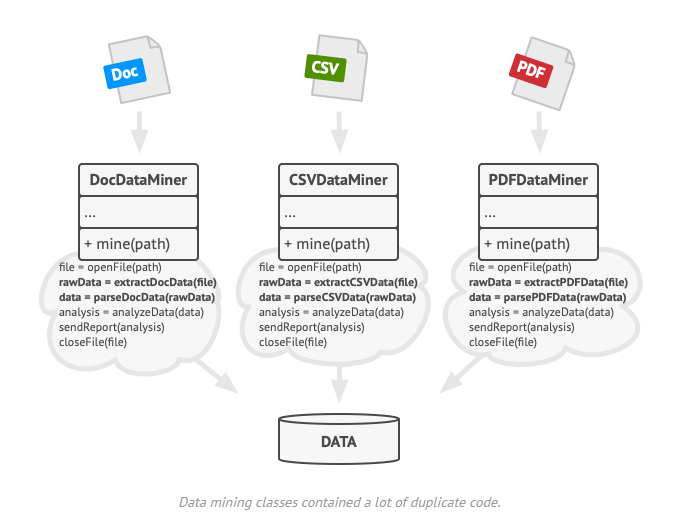 Doc
CSV
PDF
DocDataMiner
...
+ mine(path)
file = openFile(path)
rawData = extractDocData(file)
data = parseDocData(rawData)
analysis = analyzeData(data)
sendReport(analysis)
closeFile(file)
CSVDataMiner
...
+ mine(path)
file = openFile(path)
rawData = extractCSVData(file)
data = parseCSVData(rawData)
analysis = analyzeData(data)
sendReport(analysis)
closeFile(file)
PDFDataMiner
...
+ mine(path)
file = openFile(path)
rawData = extractPDFData(file)
data = parsePDFData(rawData)
analysis = analyzeData(data)
sendReport(analysis)
closeFile(file)
DATA
Data mining classes contained a lot of duplicate code.